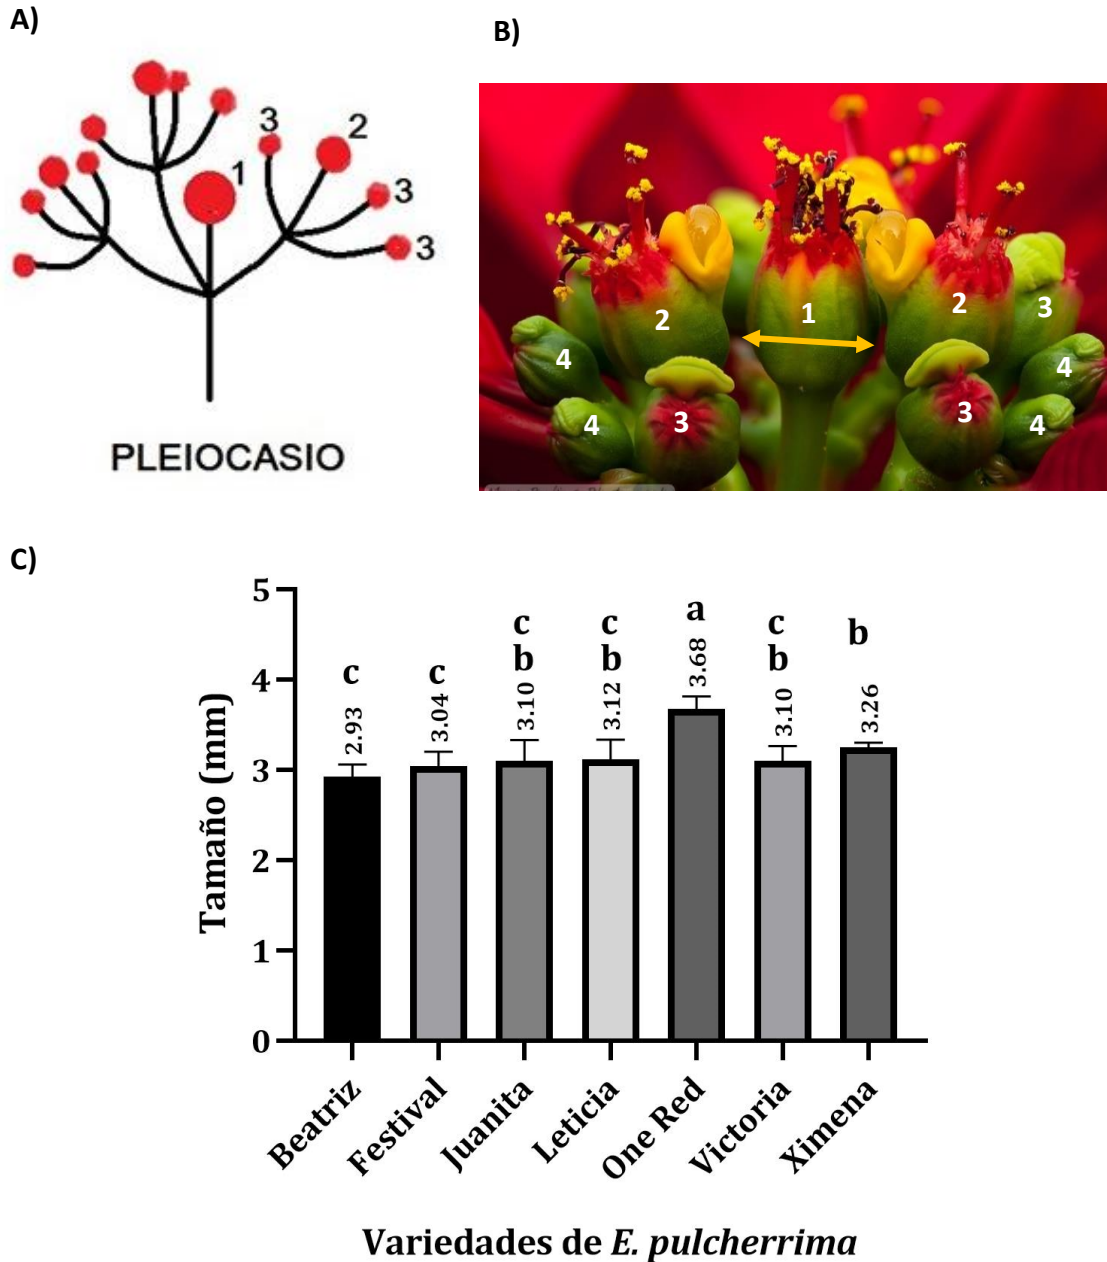 A)
B)
3
2
1
3
3
PLEIOCASIO
2
1
2
3
4
4
4
3
3
4
C)
5
4
3
2
1
0
Tamaño (mm)
c
c
c
b
c
b
a
c
b
b
2.93
3.04
3.10
3.12
3.68
3.10
3.26
Beatriz
Festival
Juanita
Leticia
One Red
Victoria
Ximena
Variedades de E. pulcherrima